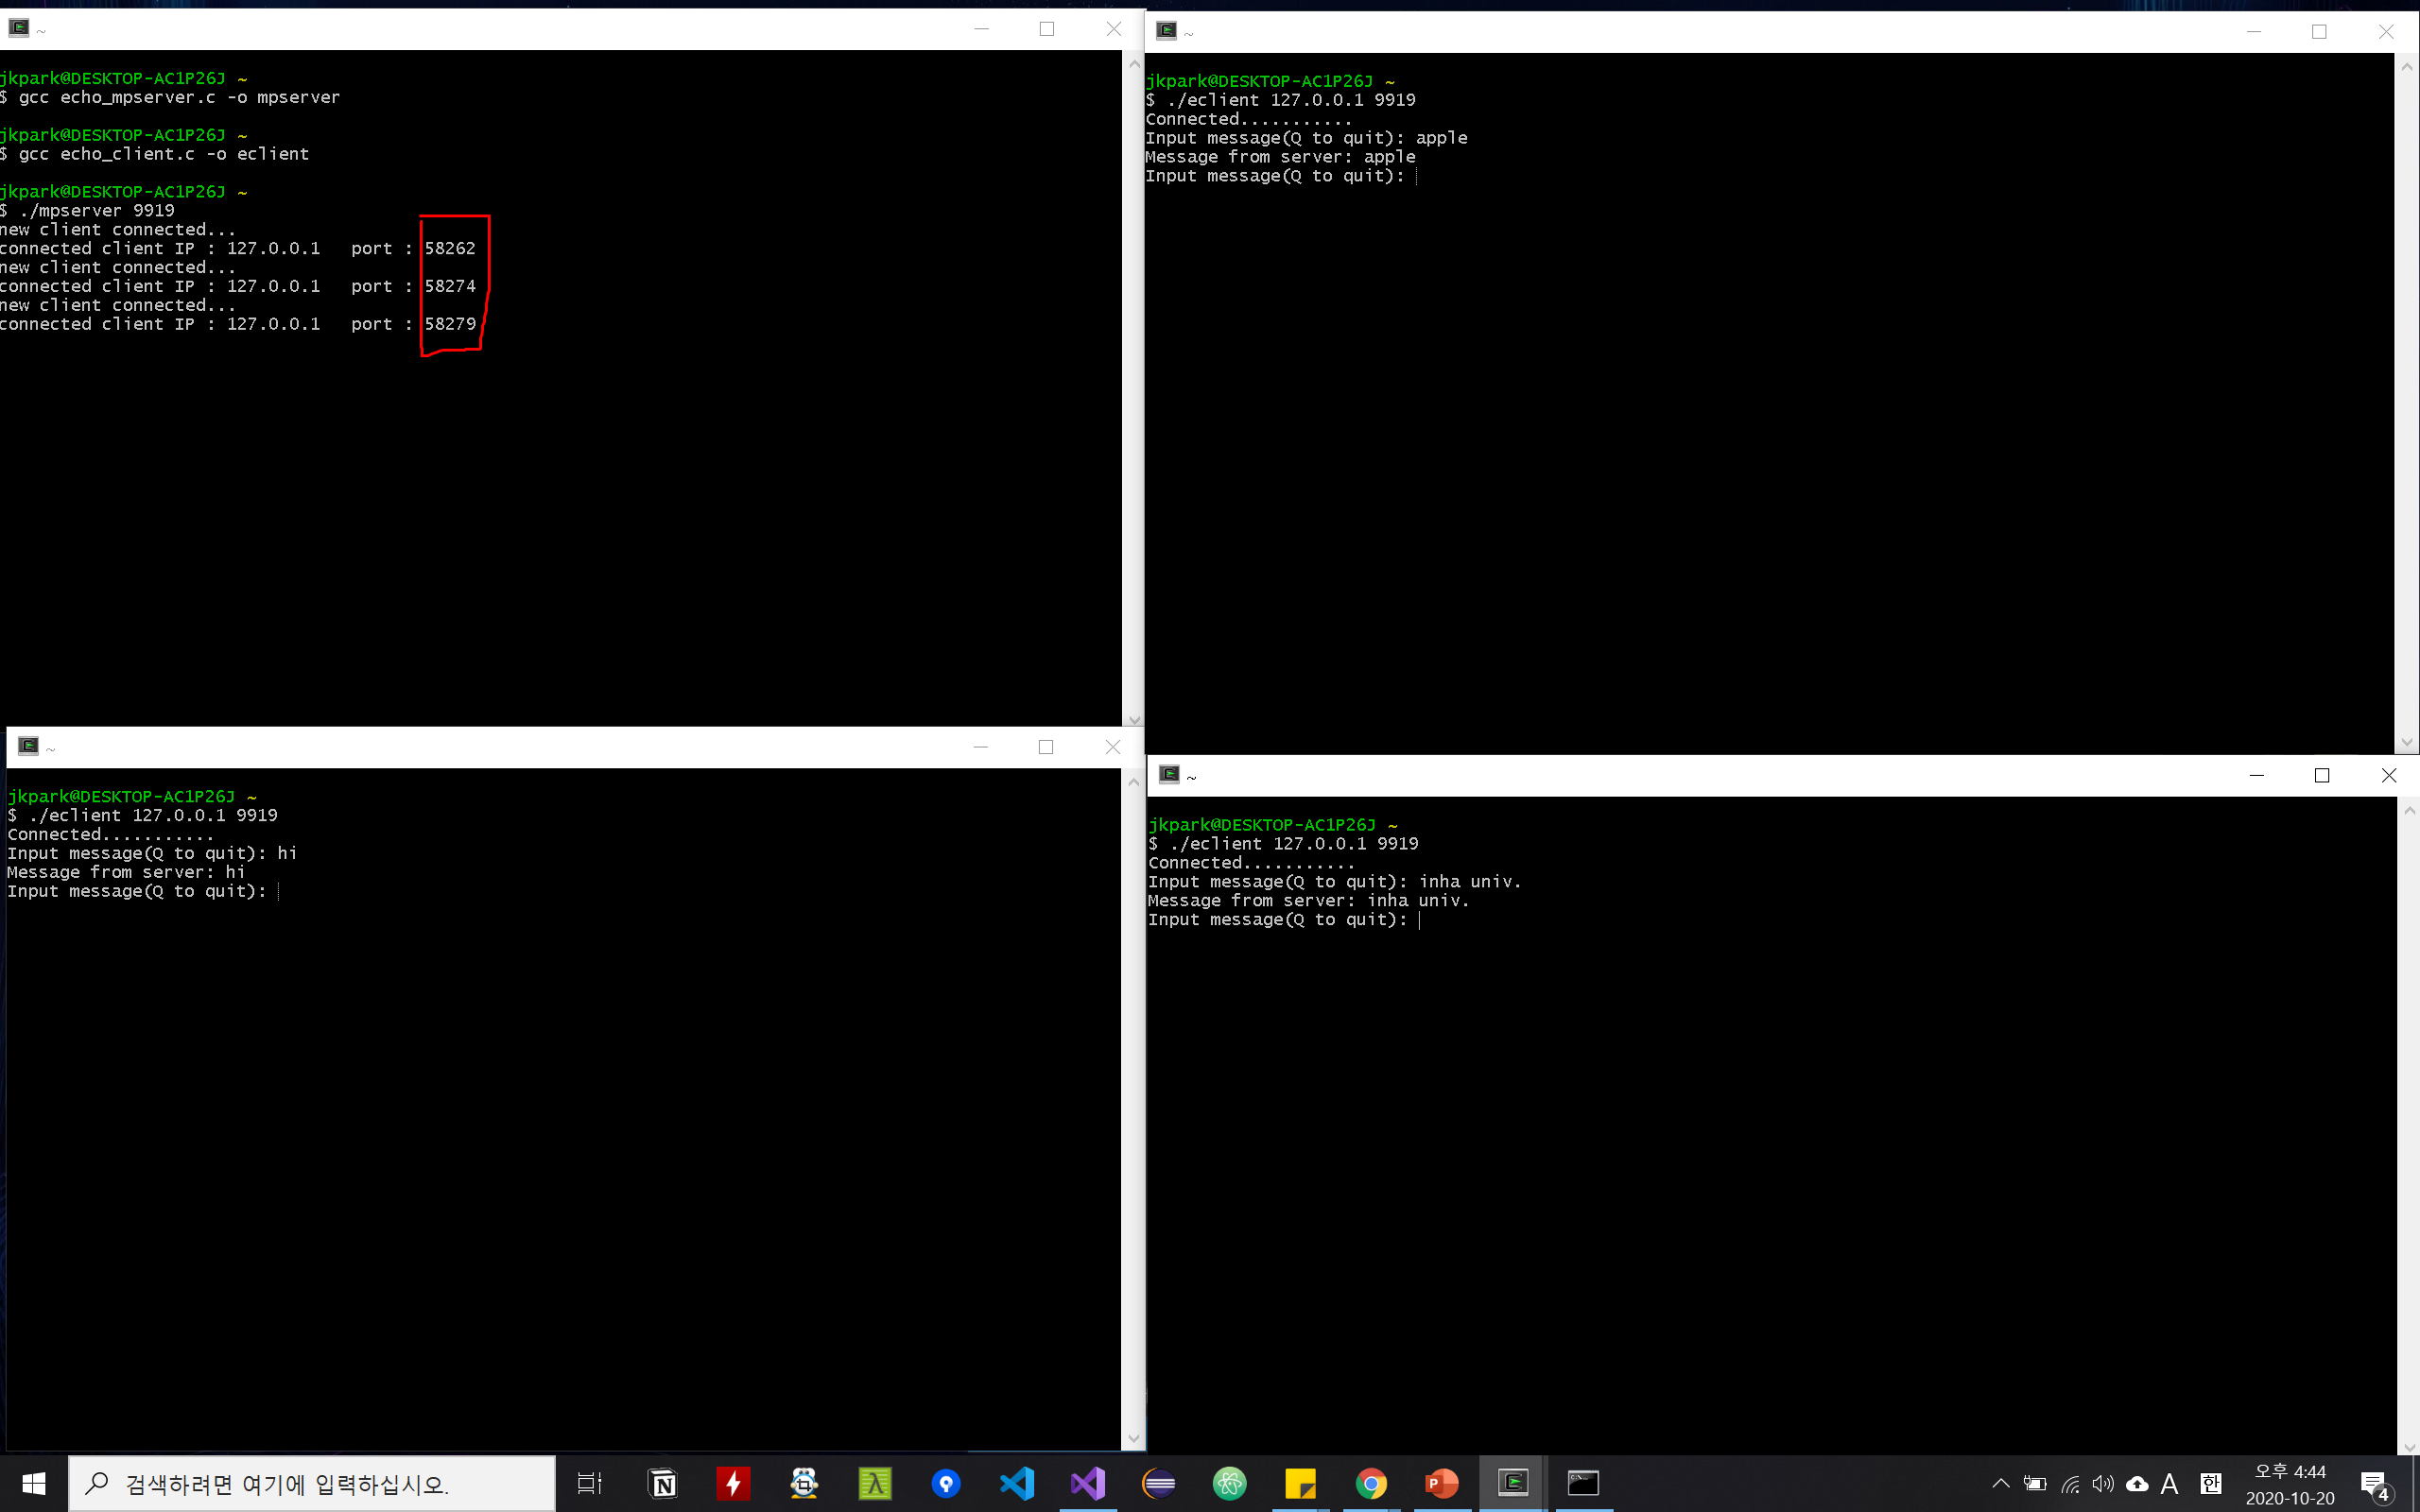 ~
jkpark@DESKTOP-AC1P26J ~
$ gcc echo_mpserver.c -o mpserver
jkpark@DESKTOP-AC1P26J ~
$ gcc echo_client.c -o eclient
jkpark@DESKTOP-AC1P26J ~
$ ./mpserver 9919
new client connected...
connected client IP : 127.0.0.1   port : 58262
new client connected...
connected client IP : 127.0.0.1   port : 58274
new client connected...
connected client IP : 127.0.0.1   port : 58279
~
jkpark@DESKTOP-AC1P26J ~
$ ./eclient 127.0.0.1 9919
Connected...........
Input message(Q to quit): apple
Message from server: apple
Input message(Q to quit):
~
jkpark@DESKTOP-AC1P26J ~
$ ./eclient 127.0.0.1 9919
Connected...........
Input message(Q to quit): hi
Message from server: hi
Input message(Q to quit):
~
jkpark@DESKTOP-AC1P26J ~
$ ./eclient 127.0.0.1 9919
Connected...........
Input message(Q to quit): inha univ.
Message from server: inha univ.
Input message(Q to quit):
검색하려면 여기에 입력하십시오.
A
한
오후 4:44
2020-10-20
4